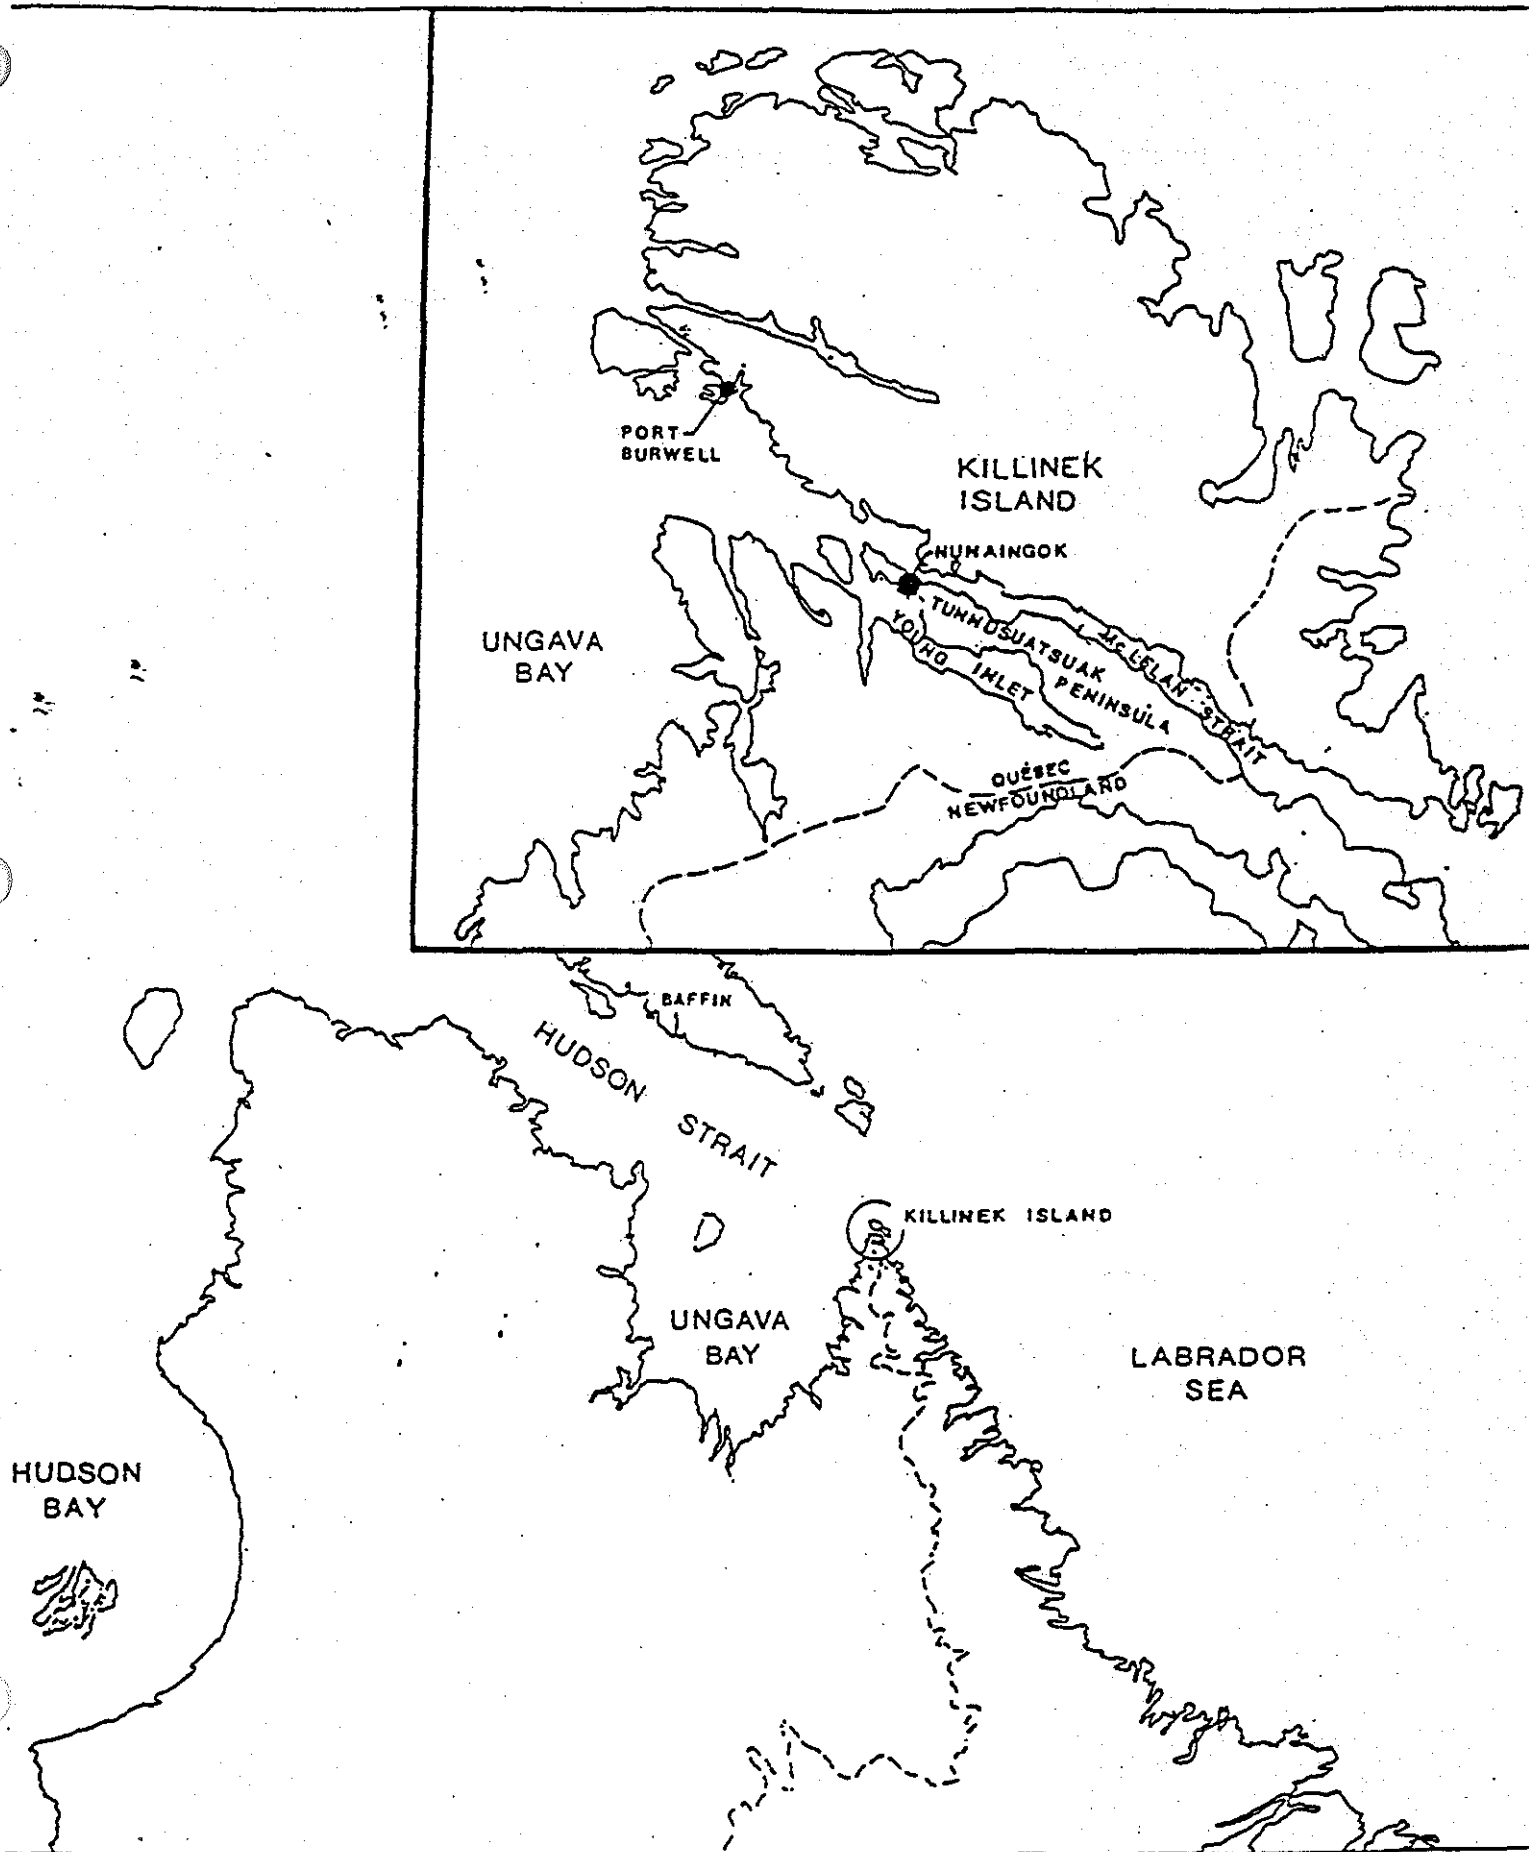 PORT
BURWELL
KILLINEK
ISLAND
NUMAINGOK
UNGAVA
BAY
TUNNUSUATSUAK
PENINSULA
McLELAN STRAIT
YOUNG INLET
QUÉBEC
NEWFOUNDLAND
BAFFIN
HUDSON STRAIT
KILLINEK ISLAND
UNGAVA
BAY
LABRADOR
SEA
HUDSON
BAY